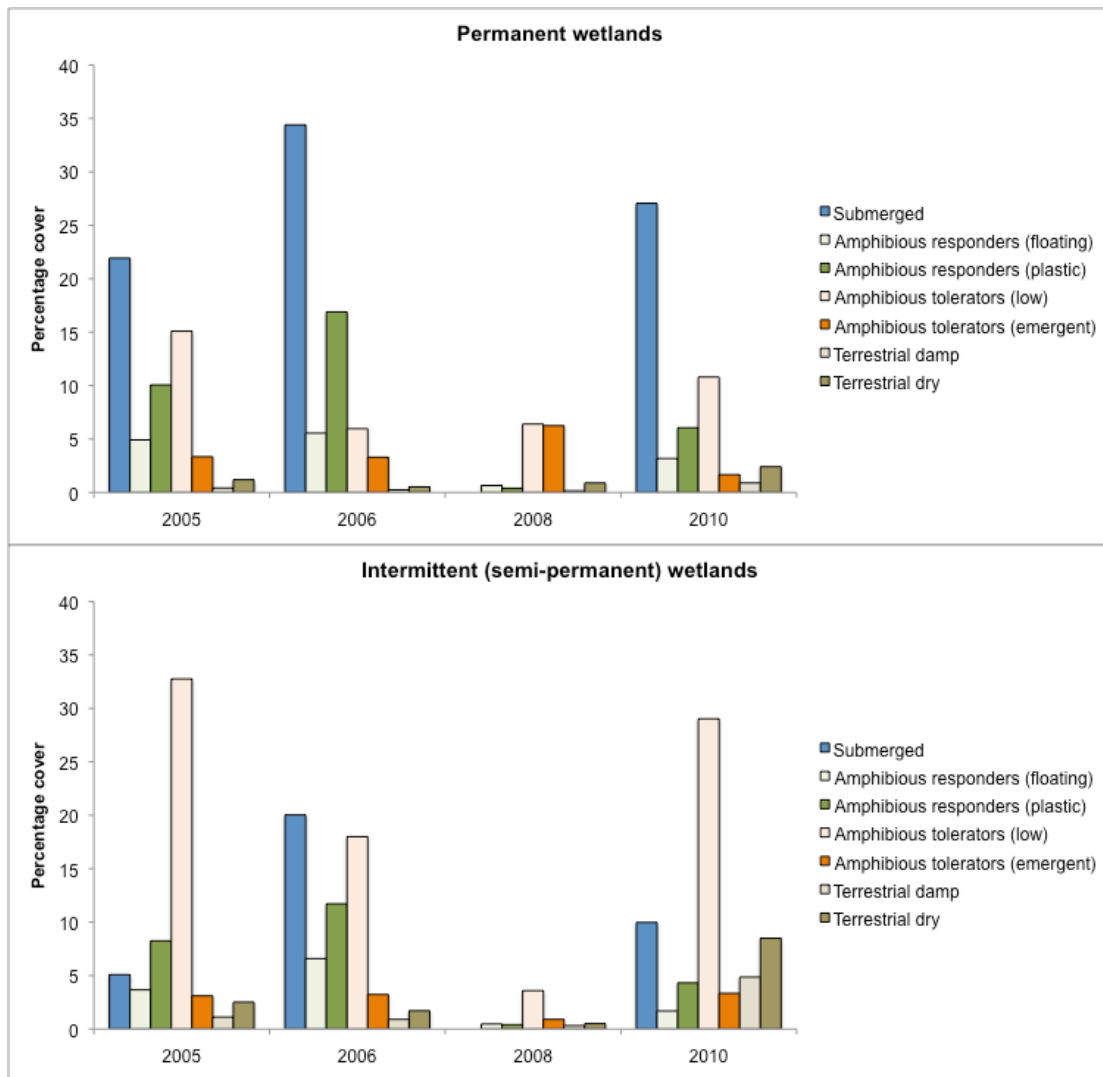 Permanent wetlands
40
35
30
25
20
15
10
5
0
Percentage cover
2005 2006 2008 2010
Submerged
Amphibious responders (floating)
Amphibious responders (plastic)
Amphibious tolerators (low)
Amphibious tolerators (emergent)
Terrestrial damp
Terrestrial dry
Intermittent (semi-permanent) wetlands
40
35
30
25
20
15
10
5
0
Percentage cover
2005 2006 2008 2010
Submerged
Amphibious responders (floating)
Amphibious responders (plastic)
Amphibious tolerators (low)
Amphibious tolerators (emergent)
Terrestrial damp
Terrestrial dry